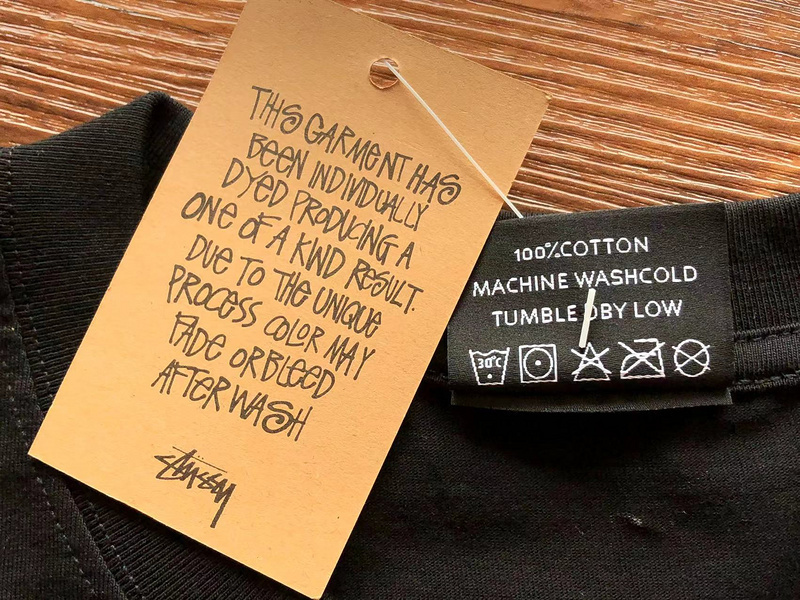 THIS GARMENT HAS
BEEN INDIVIDUALLY
DYED PRODUCING A
ONE OF A KIND RESULT.
DUE TO THE UNIQUE
PROCESS COLOR MAY
FADE OR BLEED
AFTER WASH
STÜSSY
100%COTTON
MACHINE WASHCOLD
TUMBLE DBY LOW
30°C